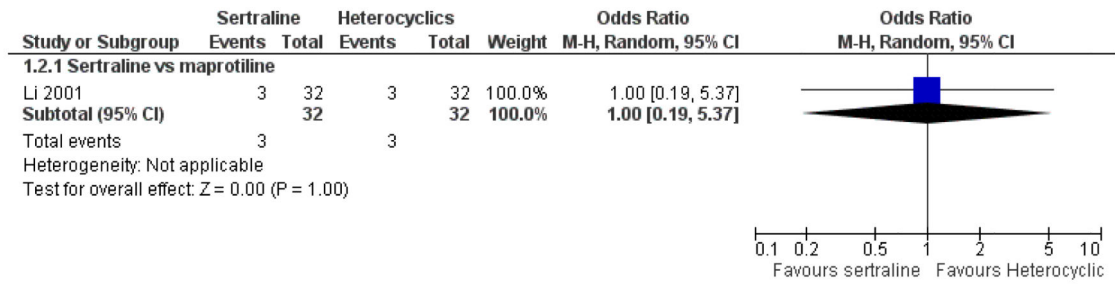 Sertraline Heterocyclics Odds Ratio Odds Ratio
Study or Subgroup Events Total Events Total Weight M-H, Random, 95% CI M-H, Random, 95% CI
1.2.1 Sertraline vs maprotiline
Li 2001 3 32 3 32 100.0% 1.00 [0.19, 5.37]
Subtotal (95% CI) 32 32 100.0% 1.00 [0.19, 5.37]
Total events 3 3
Heterogeneity: Not applicable
Test for overall effect: Z = 0.00 (P = 1.00)
0.1 0.2 0.5 1 2 5 10
Favours sertraline Favours Heterocyclic